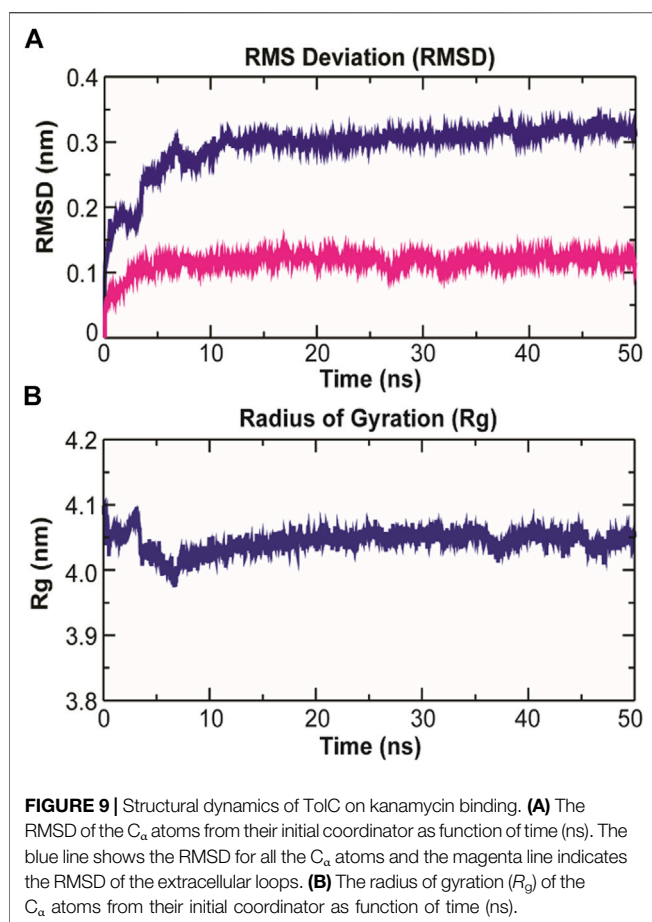 A
RMS Deviation (RMSD)
0.4
0.3
0.2
0.1
0
RMSD (nm)
0 10 20 30 40 50
Time (ns)
B
Radius of Gyration (Rg)
4.2
4.1
4.0
3.9
3.8
Rg (nm)
0 10 20 30 40 50
Time (ns)
FIGURE 9 | Structural dynamics of TolC on kanamycin binding. (A) The
RMSD of the Cα atoms from their initial coordinator as function of time (ns). The
blue line shows the RMSD for all the Cα atoms and the magenta line indicates
the RMSD of the extracellular loops. (B) The radius of gyration (Rg) of the
Cα atoms from their initial coordinator as function of time (ns).